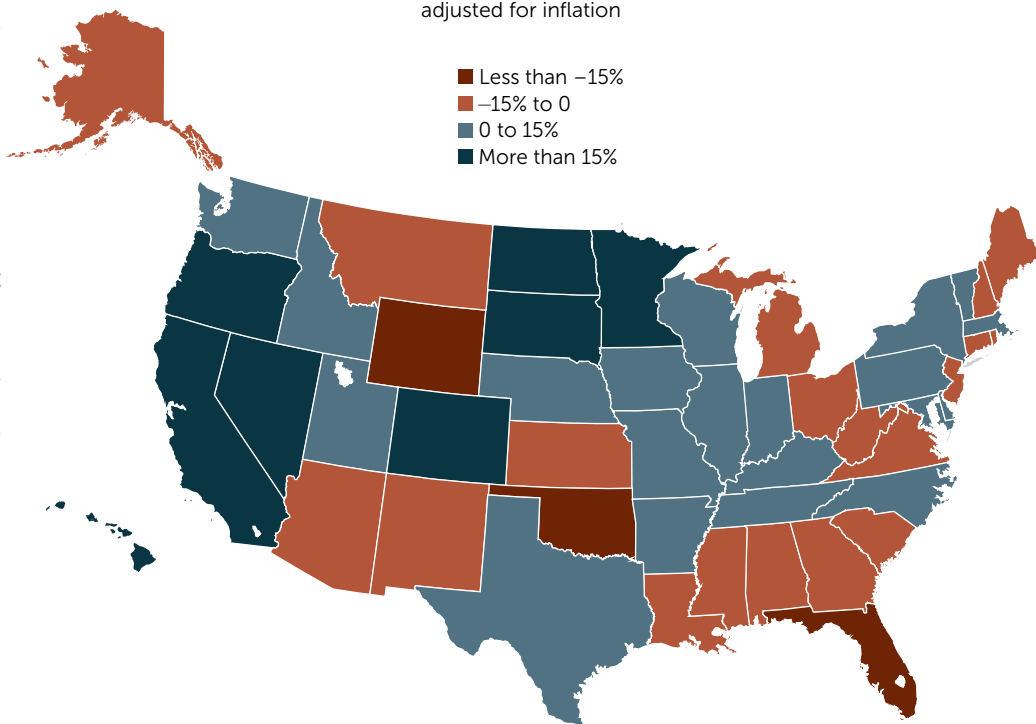 adjusted for inflation
Less than –15%
–15% to 0
0 to 15%
More than 15%